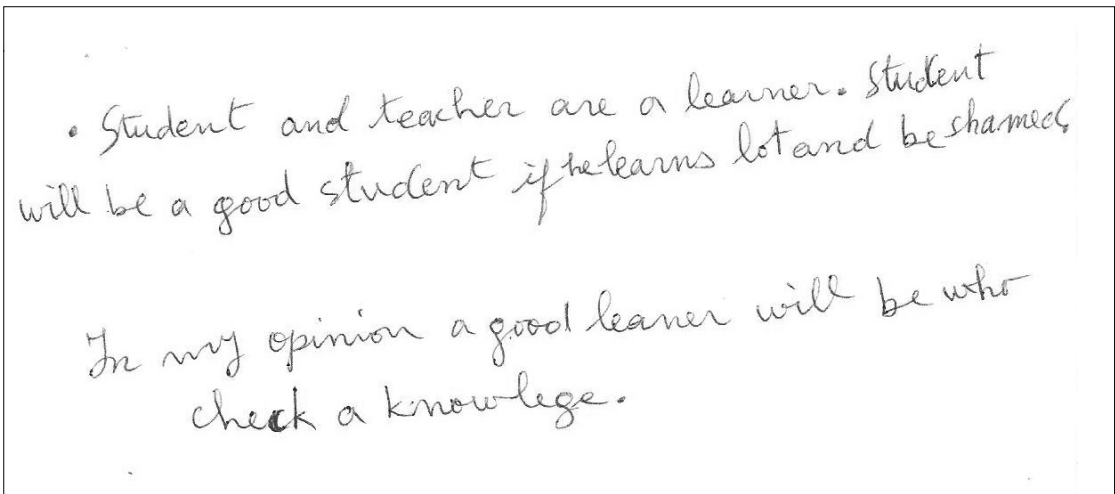 • Student and teacher are a learner. Student
will be a good student if he learns lot and be shamed
In my opinion a good leaner will be who
check a knowlege.